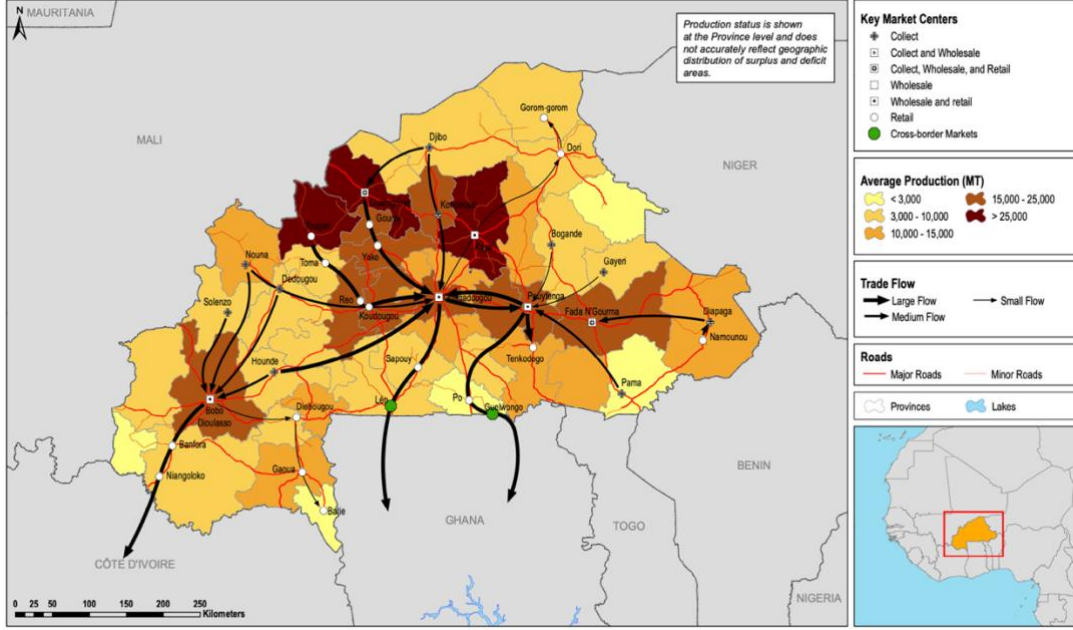 MAURITANIA
N
Production status is shown
at the Province level and does
not accurately reflect geographic
distribution of surplus and deficit
areas.
Gorom-gorom
Djibo
Dori
MALI
NIGER
Gourcy
Bogande
Yako
Nouna
Toma
Gayeri
Dedougou
Solenzo
Reo
Pouytenga
Koudougou
Fada N'Gourma
Diapaga
Namounou
Tenkodogo
Sapouy
Hounde
Pama
Léo
Po
Guelwongo
Bobo
Dioulasso
Diebougou
Banfora
Niangoloko
Gaoua
Batie
BENIN
GHANA
TOGO
CÔTE D'IVOIRE
NIGERIA
0 25 50 100 150 200 250
Kilometers
Key Market Centers
Collect
Collect and Wholesale
Collect, Wholesale, and Retail
Wholesale
Wholesale and retail
Retail
Cross-border Markets
Average Production (MT)
< 3,000
15,000 - 25,000
3,000 - 10,000
> 25,000
10,000 - 15,000
Trade Flow
Large Flow
Small Flow
Medium Flow
Roads
Major Roads
Minor Roads
Provinces
Lakes